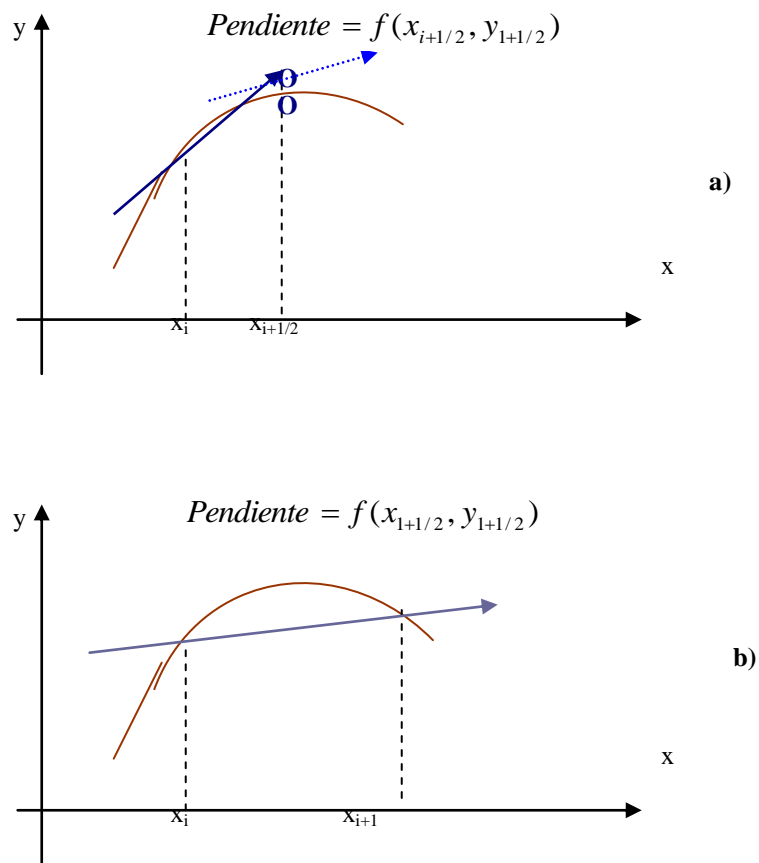 y
Pendiente = f(x_{i+1/2}, y_{1+1/2})
O
O
a)
x
x_i x_{i+1/2}
y
Pendiente = f(x_{1+1/2}, y_{1+1/2})
b)
x
x_i x_{i+1}